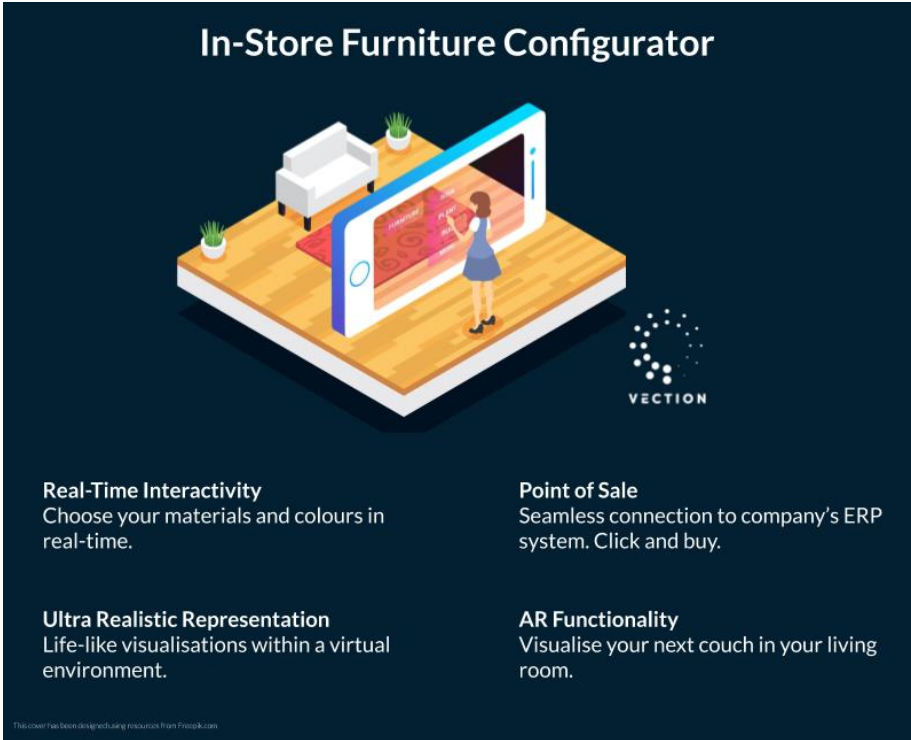 In-Store Furniture Configurator
FURNITURE
PLANT
VECTION
Real-Time Interactivity
Choose your materials and colours in
real-time.
Point of Sale
Seamless connection to company's ERP
system. Click and buy.
Ultra Realistic Representation
Life-like visualisations within a virtual
environment.
AR Functionality
Visualise your next couch in your living
room.
This cover has been designed using resources from Freepik.com